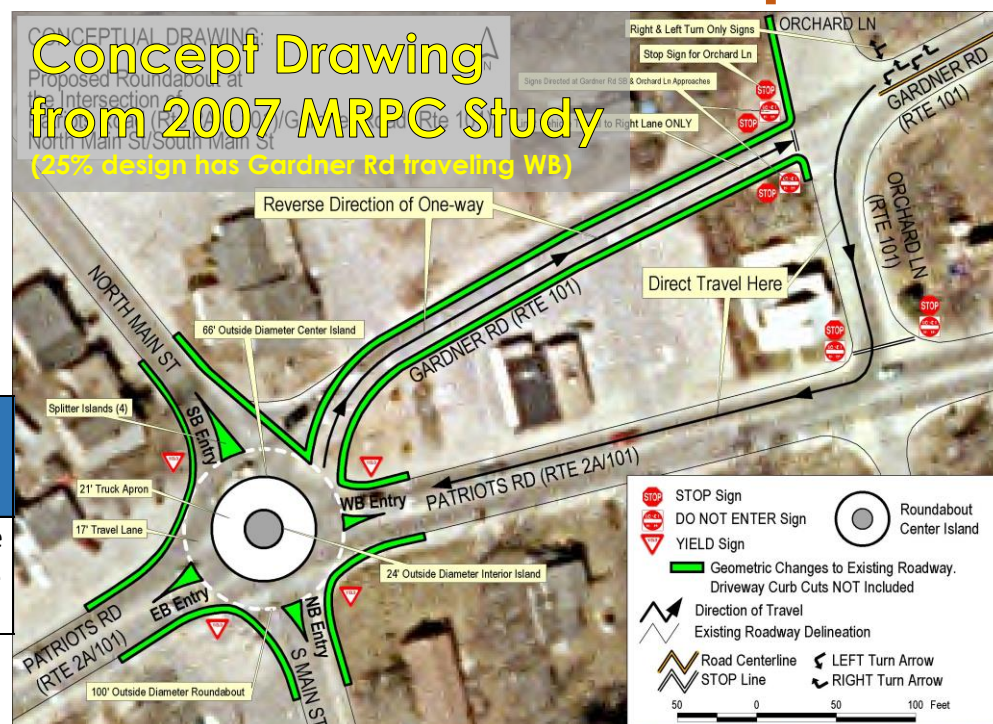 Concept Drawing
from 2007 MRPC Study
(25% design has Gardner Rd traveling WB)
CONCEPTUAL DRAWING:
Proposed Roundabout at
the Intersection of
North Main St/South Main St
N
Right & Left Turn Only Signs
Stop Sign for Orchard Ln
Signs Directed at Gardner Rd SB & Orchard Ln Approaches
to Right Lane ONLY
ORCHARD LN
GARDNER RD
(RTE 101)
STOP
STOP
STOP
Reverse Direction of One-way
ORCHARD LN
(RTE 101)
Direct Travel Here
NORTH MAIN ST
66' Outside Diameter Center Island
GARDNER RD (RTE 101)
STOP
STOP
Splitter Islands (4)
SB Entry
21' Truck Apron
17' Travel Lane
WB Entry
PATRIOTS RD (RTE 2A/101)
24' Outside Diameter Interior Island
EB Entry
NB Entry
PATRIOTS RD
(RTE 2A/101)
S MAIN ST
100' Outside Diameter Roundabout
STOP
STOP Sign
DO NOT ENTER Sign
YIELD Sign
Roundabout
Center Island
Geometric Changes to Existing Roadway.
Driveway Curb Cuts NOT Included
Direction of Travel
Existing Roadway Delineation
Road Centerline
STOP Line
LEFT Turn Arrow
RIGHT Turn Arrow
50 0 50 100 Feet